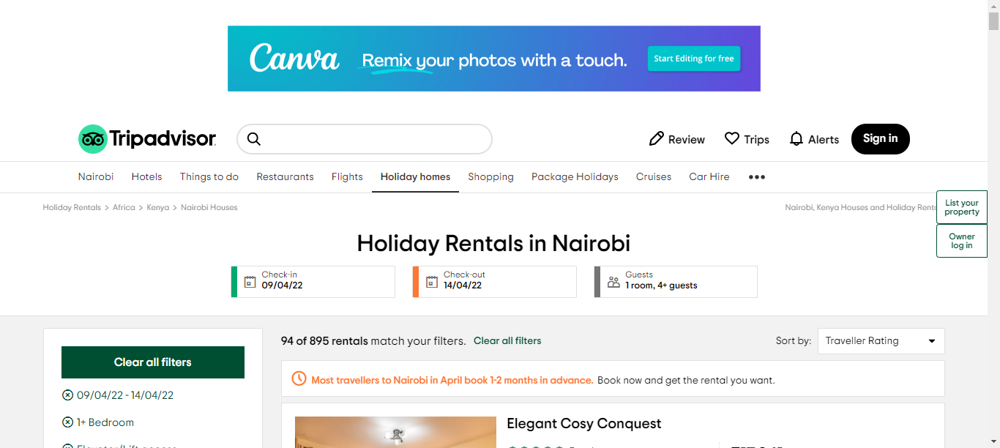 Canva
Remix your photos with a touch.
Start Editing for free
Tripadvisor
Review
Trips
Alerts
Sign in
Nairobi
Hotels
Things to do
Restaurants
Flights
Holiday homes
Shopping
Package Holidays
Cruises
Car Hire
Holiday Rentals > Africa > Kenya > Nairobi Houses
Nairobi, Kenya Houses and Holiday
List your
property
Owner
log in
Holiday Rentals in Nairobi
Check-in
09/04/22
Check-out
14/04/22
Guests
1 room, 4+ guests
Clear all filters
09/04/22 - 14/04/22
1+ Bedroom
94 of 895 rentals match your filters. Clear all filters
Sort by: Traveller Rating
Most travellers to Nairobi in April book 1-2 months in advance. Book now and get the rental you want.
Elegant Cosy Conquest